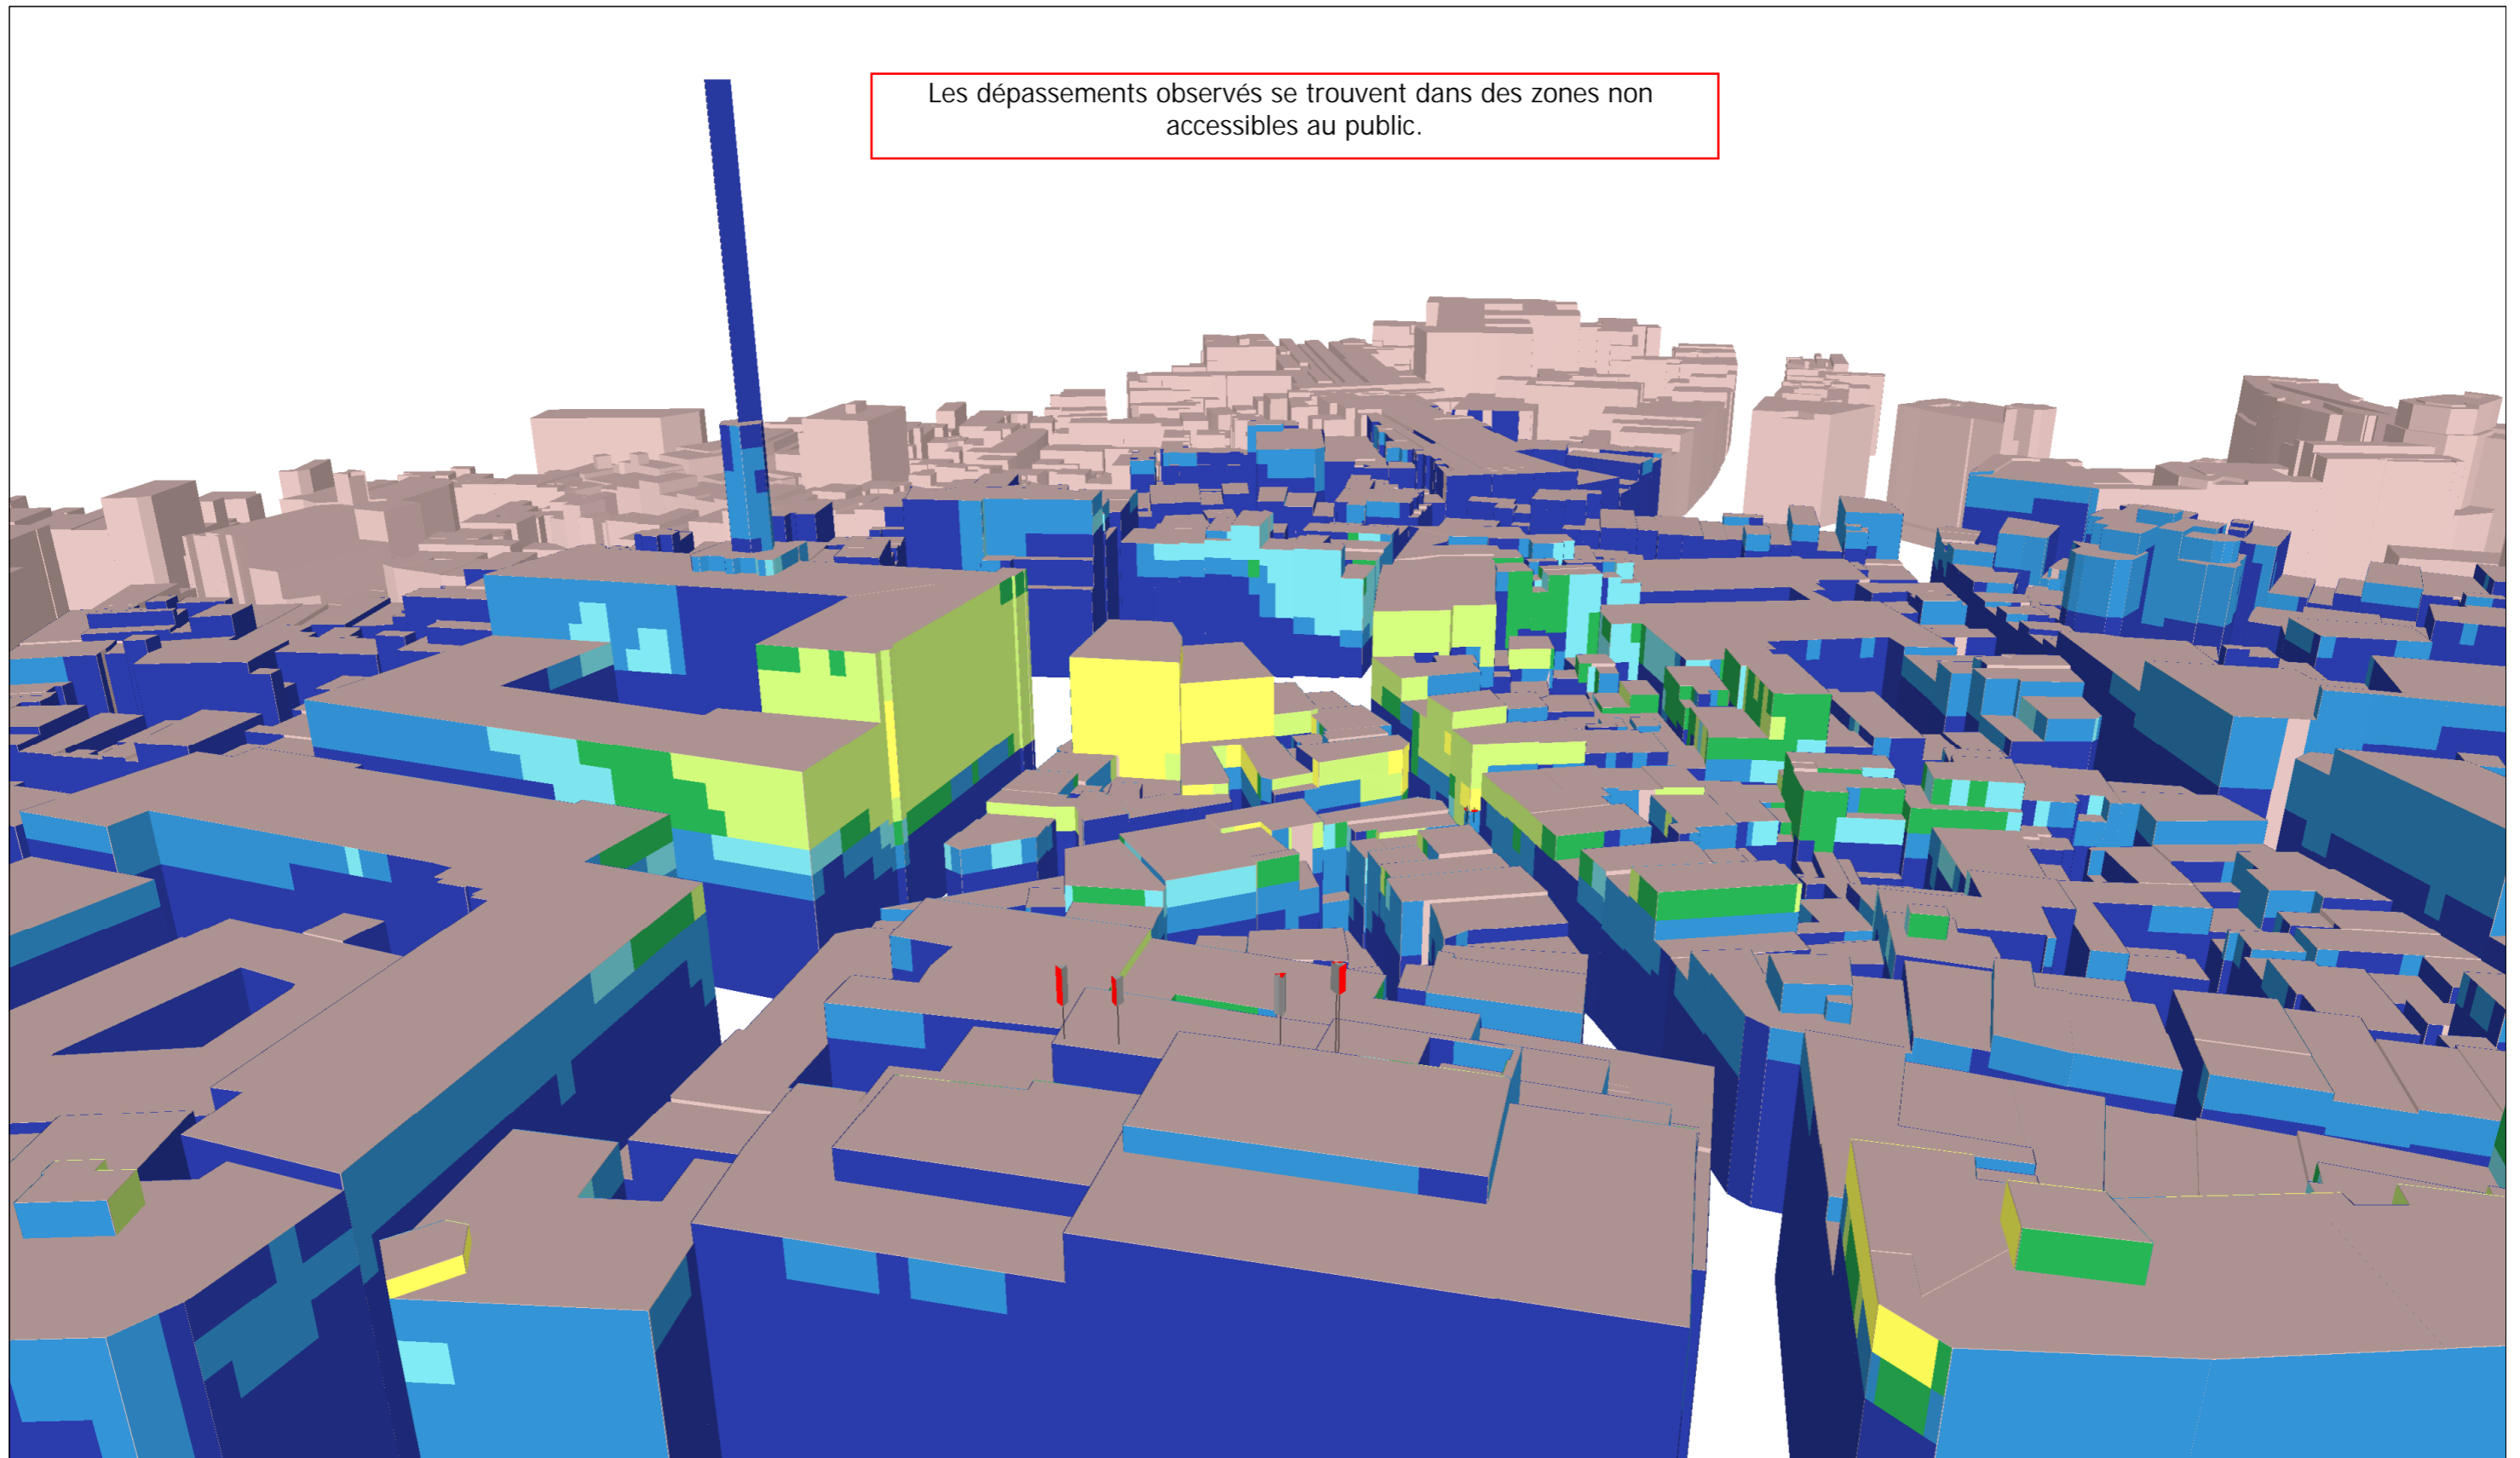 Les dépassements observés se trouvent dans des zones non
accessibles au public.